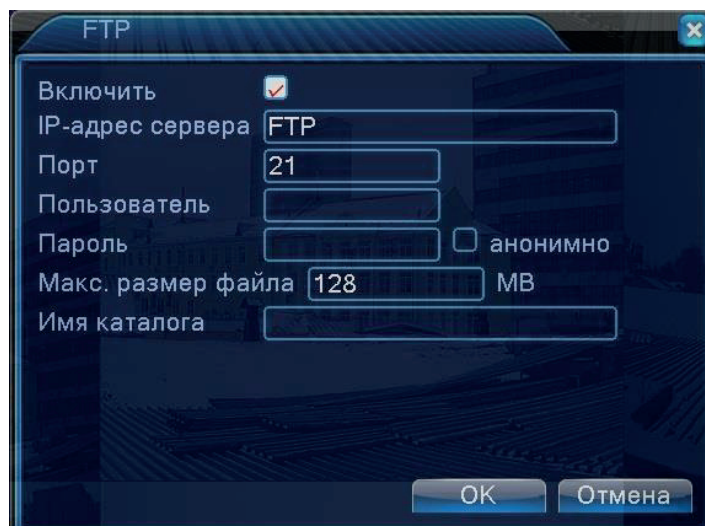 FTP
Включить
IP-адрес сервера FTP
Порт 21
Пользователь
Пароль анонимно
Макс. размер файла 128 MB
Имя каталога
OK Отмена